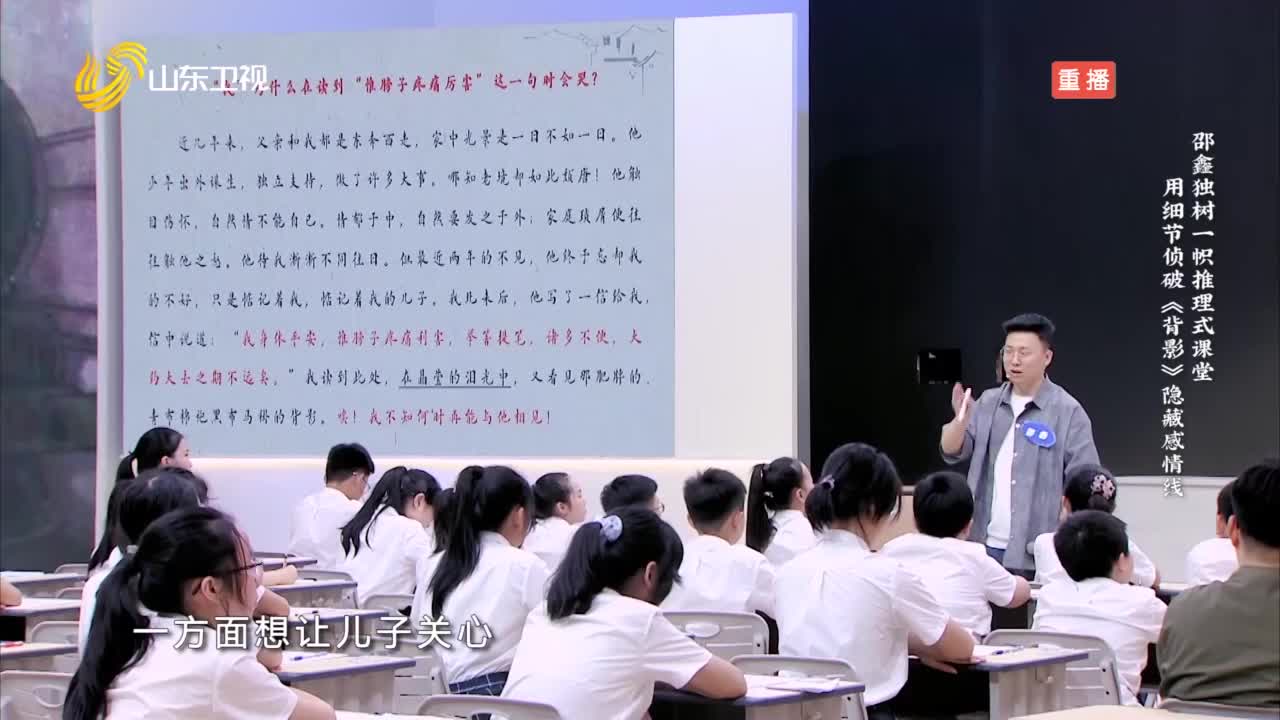 山东卫视
重播
“我”为什么在读到“惟膀子疼痛厉害”这一句时会哭?
近几年来，父亲和我都是东奔西走，家中光景是一日不如一日。他
少年出外谋生，独立支持，做了许多大事。哪知老境却如此颓唐！他触
目伤怀，自然情不能自已。情郁于中，自然要发之于外；家庭琐屑便往
往触他之怒。他待我渐渐不同往日。但最近两年的不见，他终于忘却我
的不好，只是惦记着我，惦记着我的儿子。我北来后，他写了一信给我，
信中说道：“我身体平安，惟膀子疼痛利害，举箸提笔，诸多不便，大
约大去之期不远矣。”我读到此处，在晶莹的泪光中，又看见那肥胖的、
青布棉袍黑布马褂的背影。唉！我不知何时再能与他相见！
邵鑫独树一帜推理式课堂
用细节侦破《背影》隐藏感情线
一方面想让儿子关心